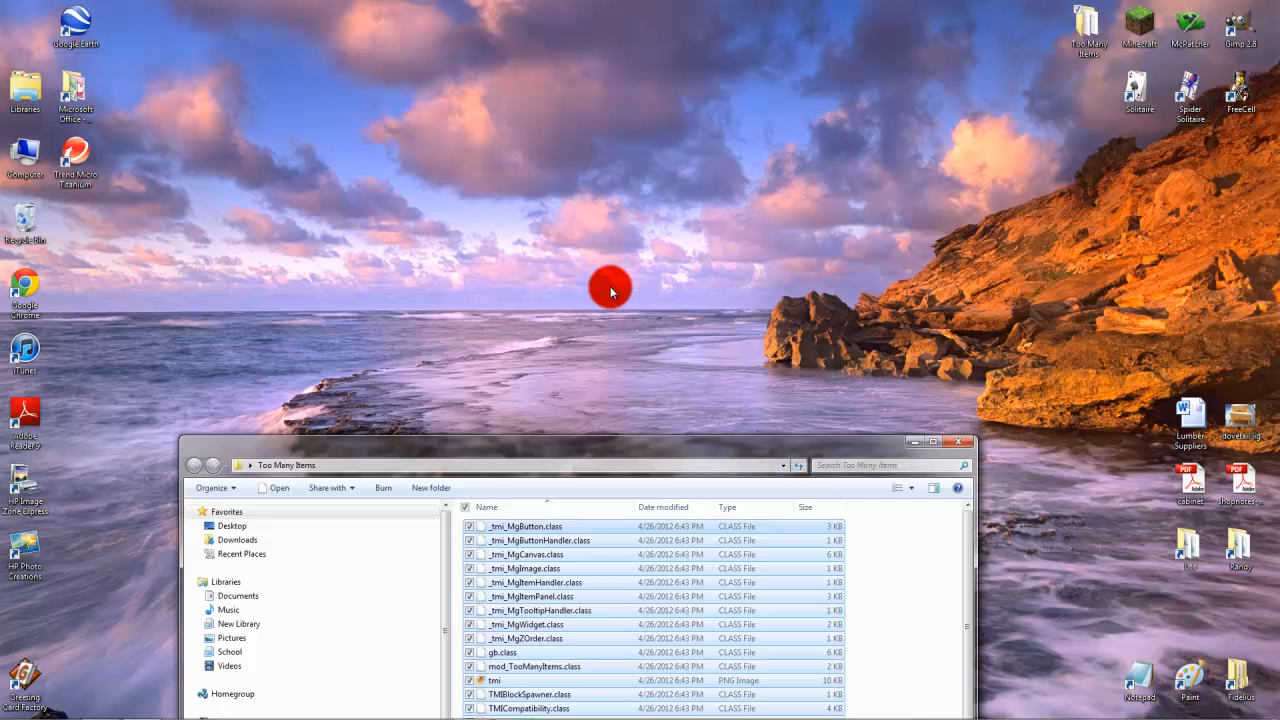 Google Earth
Too Many
Items
Minecraft
McPatcher
Gimp 2.8
Libraries
Microsoft
Office -...
Solitaire
Spider
Solitaire
FreeCell
Computer
Trend Micro
Titanium
Recycle Bin
Google
Chrome
iTunes
Adobe
Reader 9
Lumber
Suppliers
dovetail jig
HP Image
Zone Express
cabinet
shopnotes-...
HP Photo
Creations
Lee
Randy
Greeting
Card Factory
Notepad
Paint
Fidelius
Too Many Items
Search Too Many Items
Organize
Open
Share with
Burn
New folder
Favorites
Desktop
Downloads
Recent Places
Libraries
Documents
Music
New Library
Pictures
School
Videos
Homegroup
Name Date modified Type Size
_tmi_MgButton.class 4/26/2012 6:43 PM CLASS File 3 KB
_tmi_MgButtonHandler.class 4/26/2012 6:43 PM CLASS File 1 KB
_tmi_MgCanvas.class 4/26/2012 6:43 PM CLASS File 6 KB
_tmi_MgImage.class 4/26/2012 6:43 PM CLASS File 1 KB
_tmi_MgItemHandler.class 4/26/2012 6:43 PM CLASS File 1 KB
_tmi_MgItemPanel.class 4/26/2012 6:43 PM CLASS File 3 KB
_tmi_MgTooltipHandler.class 4/26/2012 6:43 PM CLASS File 1 KB
_tmi_MgWidget.class 4/26/2012 6:43 PM CLASS File 2 KB
_tmi_MgZOrder.class 4/26/2012 6:43 PM CLASS File 1 KB
gb.class 4/26/2012 6:43 PM CLASS File 6 KB
mod_TooManyItems.class 4/26/2012 6:43 PM CLASS File 2 KB
tmi 4/26/2012 6:43 PM PNG Image 10 KB
TMIBlockSpawner.class 4/26/2012 6:43 PM CLASS File 1 KB
TMICompatibility.class 4/26/2012 6:43 PM CLASS File 4 KB